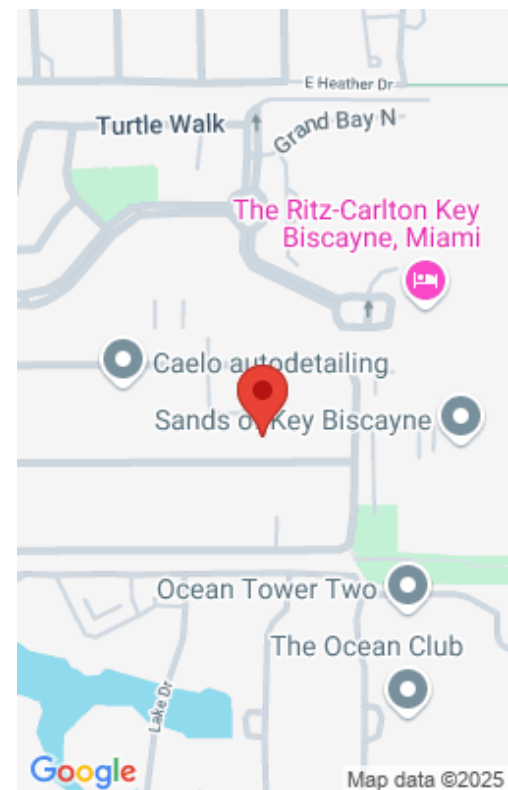 E Heather Dr
Turtle Walk
Grand Bay N
The Ritz-Carlton Key
Biscayne, Miami
Caelo autodetailing
Sands of Key Biscayne
Ocean Tower Two
The Ocean Club
Lake Dr
Google
Map data ©2025